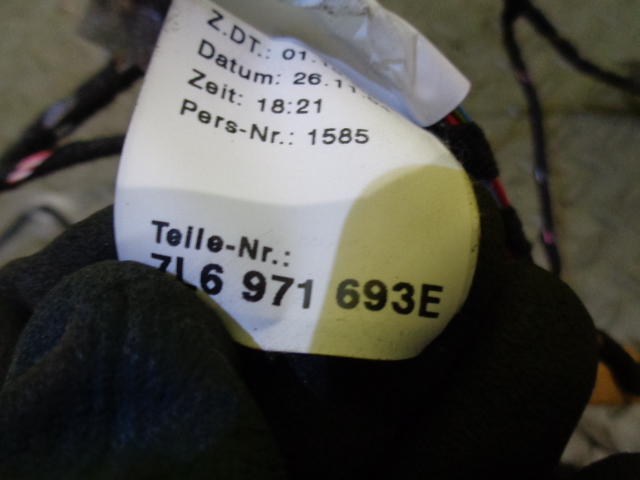 Z.DT.: 01
Datum: 26.11
Zeit: 18:21
Pers-Nr.: 1585
Teile-Nr.:
7L6 971 693E